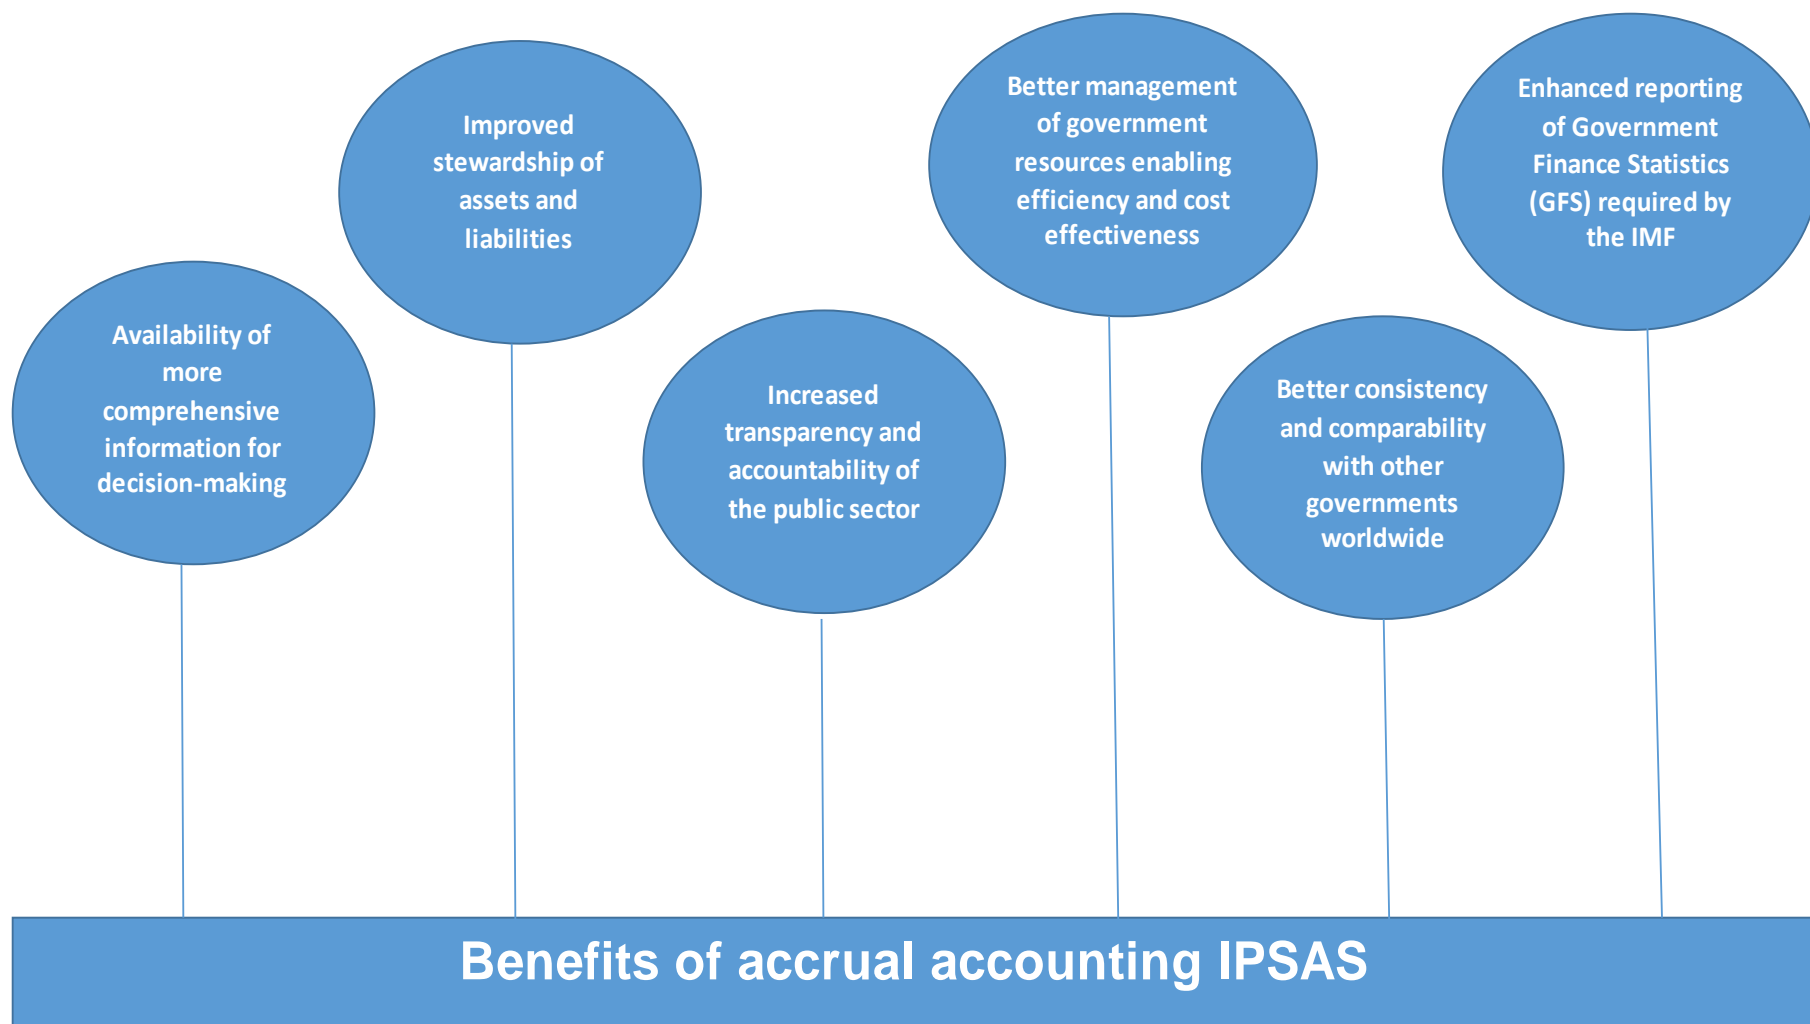 Availability of
more
comprehensive
information for
decision-making
Improved
stewardship of
assets and
liabilities
Increased
transparency and
accountability of
the public sector
Better management
of government
resources enabling
efficiency and cost
effectiveness
Better consistency
and comparability
with other
governments
worldwide
Enhanced reporting
of Government
Finance Statistics
(GFS) required by
the IMF
Benefits of accrual accounting IPSAS